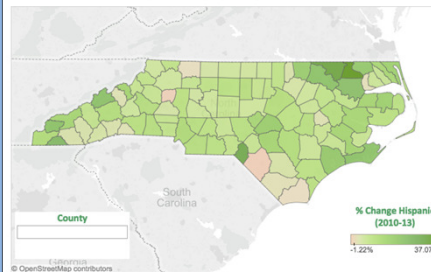 South
Carolina
County
% Change Hispani
(2010-13)
-1.22%
37.07
© OpenStreetMap contributors